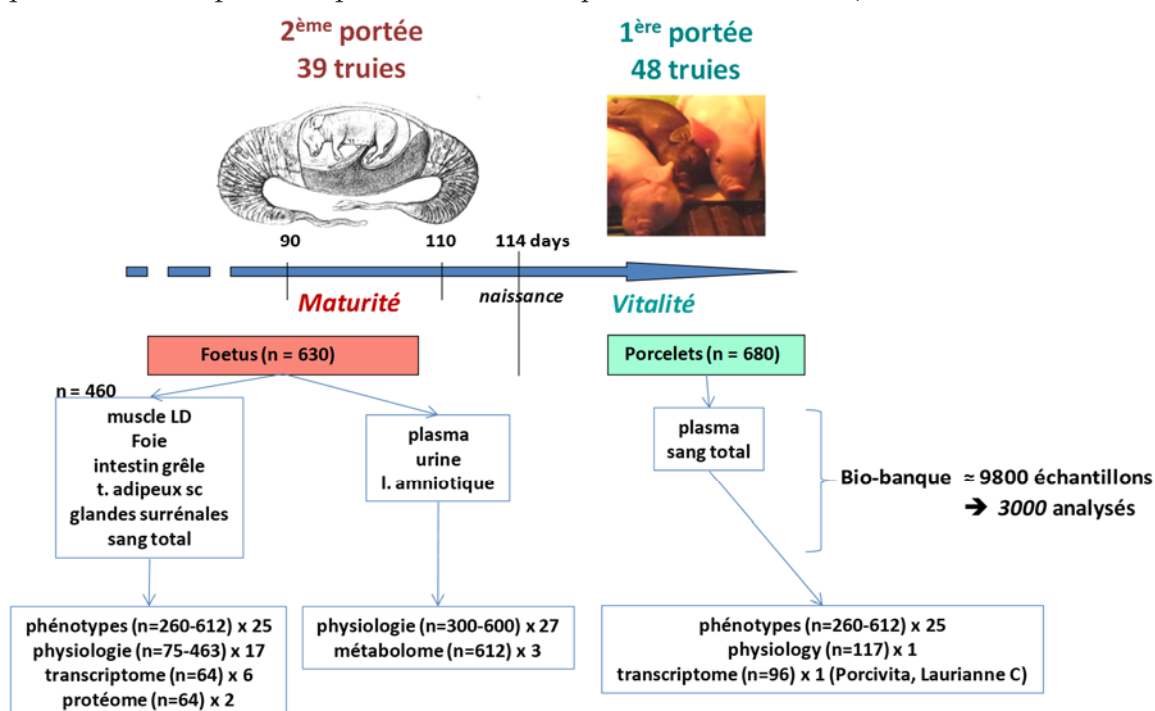 2ème portée
39 truies
1ère portée
48 truies
90
110
114 days
naissance
Maturité
Vitalité
Foetus (n = 630)
Porcelets (n = 680)
n = 460
muscle LD
Foie
intestin grêle
t. adipeux sc
glandes surrénales
sang total
plasma
urine
l. amniotique
plasma
sang total
Bio-banque ≈ 9800 échantillons
➔ 3000 analysés
phénotypes (n=260-612) x 25
physiologie (n=75-463) x 17
transcriptome (n=64) x 6
protéome (n=64) x 2
physiologie (n=300-600) x 27
métabolome (n=612) x 3
phénotypes (n=260-612) x 25
physiology (n=117) x 1
transcriptome (n=96) x 1 (Porcivita, Laurianne C)